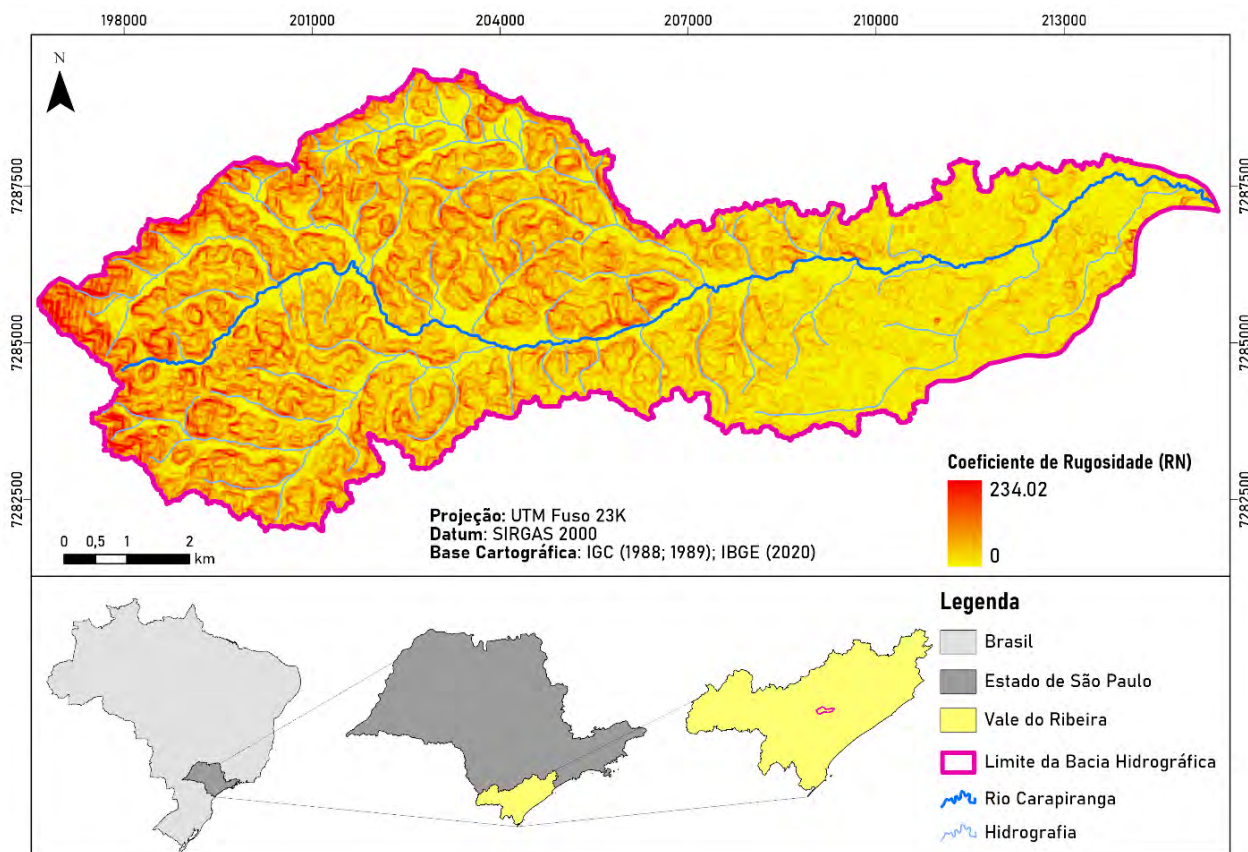 198000
201000
204000
207000
210000
213000
N
7287500
7287500
7285000
7285000
7282500
7282500
Coeficiente de Rugosidade (RN)
234.02
0
Projeção: UTM Fuso 23K
Datum: SIRGAS 2000
Base Cartográfica: IGC (1988; 1989); IBGE (2020)
0 0,5 1 2
km
Legenda
Brasil
Estado de São Paulo
Vale do Ribeira
Limite da Bacia Hidrográfica
Rio Carapiranga
Hidrografia